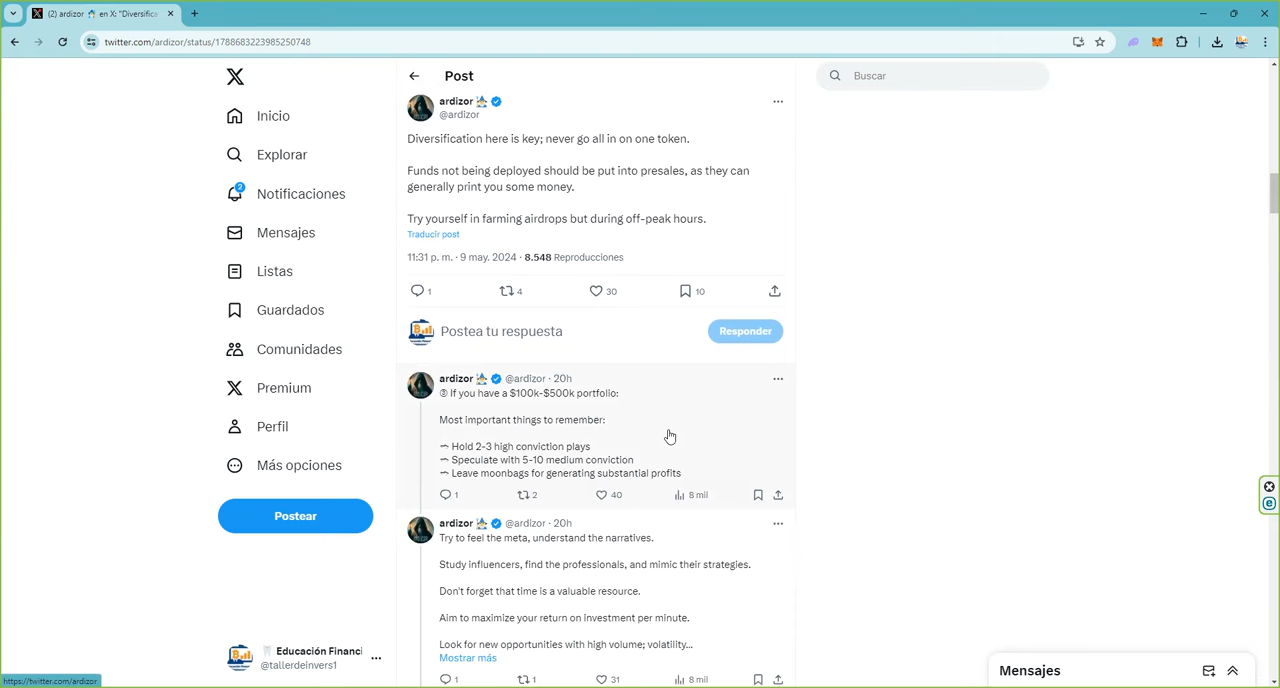 (2) ardizor en X: "Diversifica
twitter.com/ardizor/status/1788683223985250748
Inicio
Explorar
2
Notificaciones
Mensajes
Listas
Guardados
Comunidades
Premium
Perfil
Más opciones
Postear
Educación Financi
@tallerdeinvers1
https://twitter.com/ardizor
Post
ardizor
@ardizor
Diversification here is key; never go all in on one token.
Funds not being deployed should be put into presales, as they can
generally print you some money.
Try yourself in farming airdrops but during off-peak hours.
Traducir post
11:31 p. m. · 9 may. 2024 · 8.548 Reproducciones
1 4 30 10
Postea tu respuesta
Responder
ardizor @ardizor · 20h
If you have a $100k-$500k portfolio:
Most important things to remember:
Hold 2-3 high conviction plays
Speculate with 5-10 medium conviction
Leave moonbags for generating substantial profits
1 2 40 8 mil
ardizor @ardizor · 20h
Try to feel the meta, understand the narratives.
Study influencers, find the professionals, and mimic their strategies.
Don't forget that time is a valuable resource.
Aim to maximize your return on investment per minute.
Look for new opportunities with high volume; volatility...
Mostrar más
1 1 31 8 mil
Buscar
Mensajes